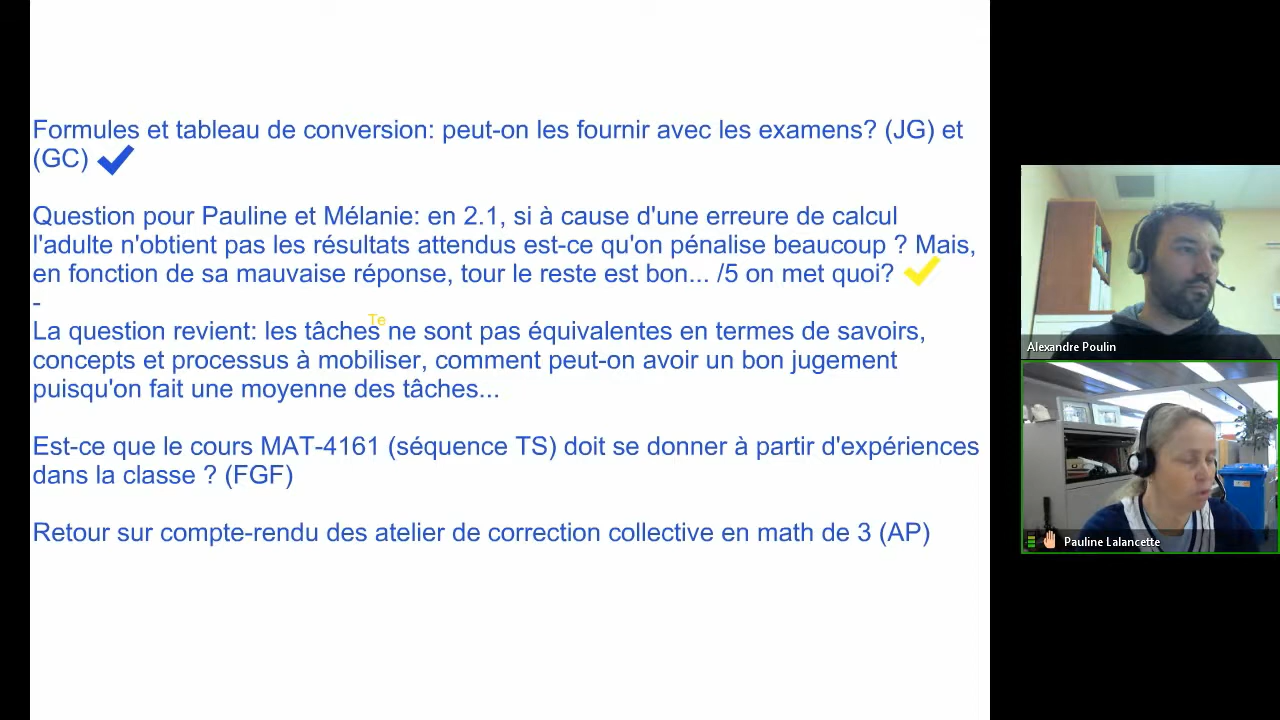 Formules et tableau de conversion: peut-on les fournir avec les examens? (JG) et
(GC)
Question pour Pauline et Mélanie: en 2.1, si à cause d'une erreure de calcul
l'adulte n'obtient pas les résultats attendus est-ce qu'on pénalise beaucoup ? Mais,
en fonction de sa mauvaise réponse, tour le reste est bon... /5 on met quoi?
-
Te
La question revient: les tâches ne sont pas équivalentes en termes de savoirs,
concepts et processus à mobiliser, comment peut-on avoir un bon jugement
puisqu'on fait une moyenne des tâches...
Est-ce que le cours MAT-4161 (séquence TS) doit se donner à partir d'expériences
dans la classe ? (FGF)
Retour sur compte-rendu des atelier de correction collective en math de 3 (AP)
Alexandre Poulin
Pauline Lalancette